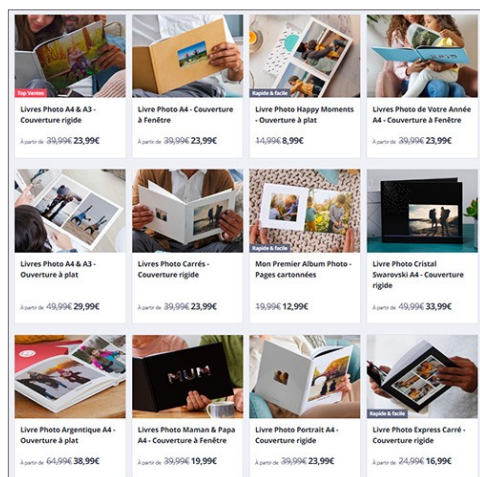 Top Ventes
Livres Photo A4 & A3 -
Couverture rigide
À partir de 39,99€ 23,99€
Livre Photo A4 - Couverture
à Fenêtre
À partir de 39,99€ 23,99€
Rapide & facile
Livre Photo Happy Moments
- Ouverture à plat
14,99€ 8,99€
Livres Photo de Votre Année
A4 - Couverture à Fenêtre
À partir de 39,99€ 23,99€
Livres Photo A4 & A3 -
Ouverture à plat
À partir de 49,99€ 29,99€
Livres Photo Carrés -
Couverture rigide
À partir de 39,99€ 23,99€
Rapide & facile
Mon Premier Album Photo -
Pages cartonnées
19,99€ 12,99€
Livre Photo Cristal
Swarovski A4 - Couverture
rigide
À partir de 49,99€ 33,99€
Livre Photo Argentique A4 -
Ouverture à plat
À partir de 64,99€ 38,99€
MUM
Livres Photo Maman & Papa
A4 - Couverture à Fenêtre
À partir de 39,99€ 19,99€
Livre Photo Portrait A4 -
Couverture rigide
À partir de 39,99€ 23,99€
Rapide & facile
Livre Photo Express Carré -
Couverture rigide
À partir de 24,99€ 16,99€